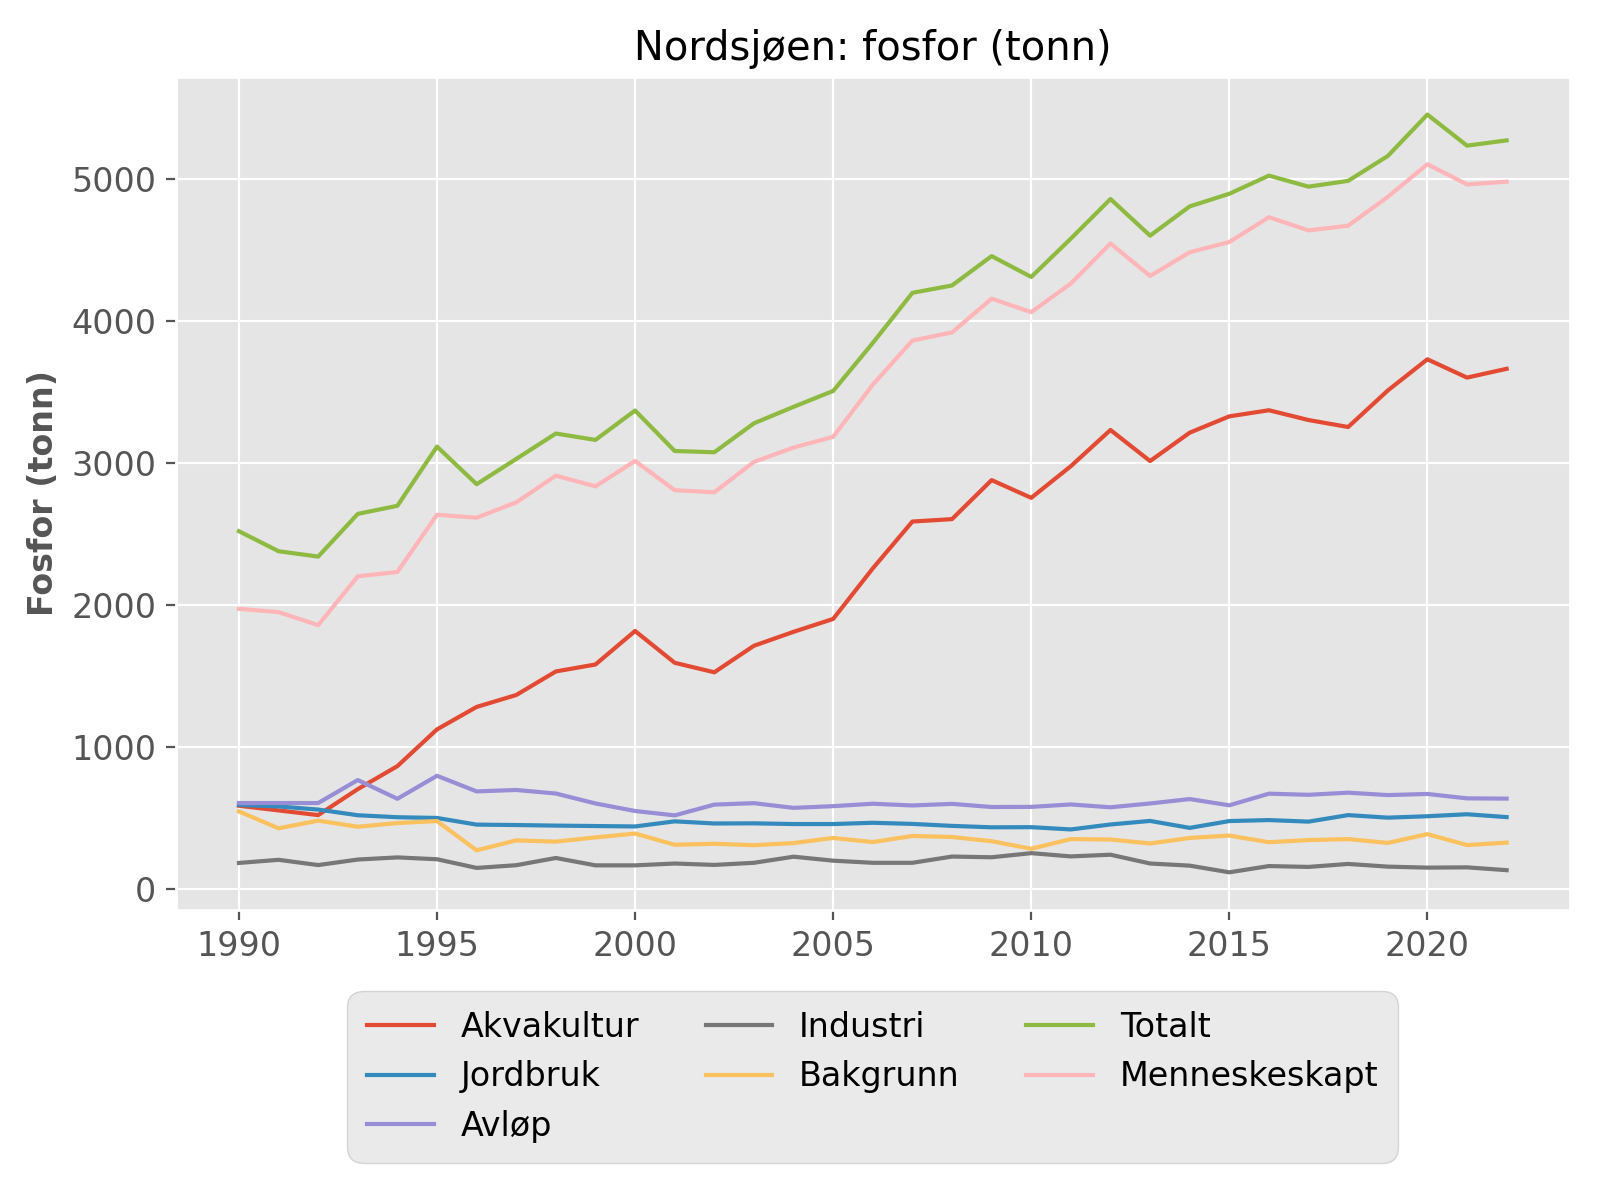 Nordsjøen: fosfor (tonn)
Fosfor (tonn)
5000
4000
3000
2000
1000
0
1990 1995 2000 2005 2010 2015 2020
Akvakultur Industri Totalt
Jordbruk Bakgrunn Menneskeskapt
Avløp